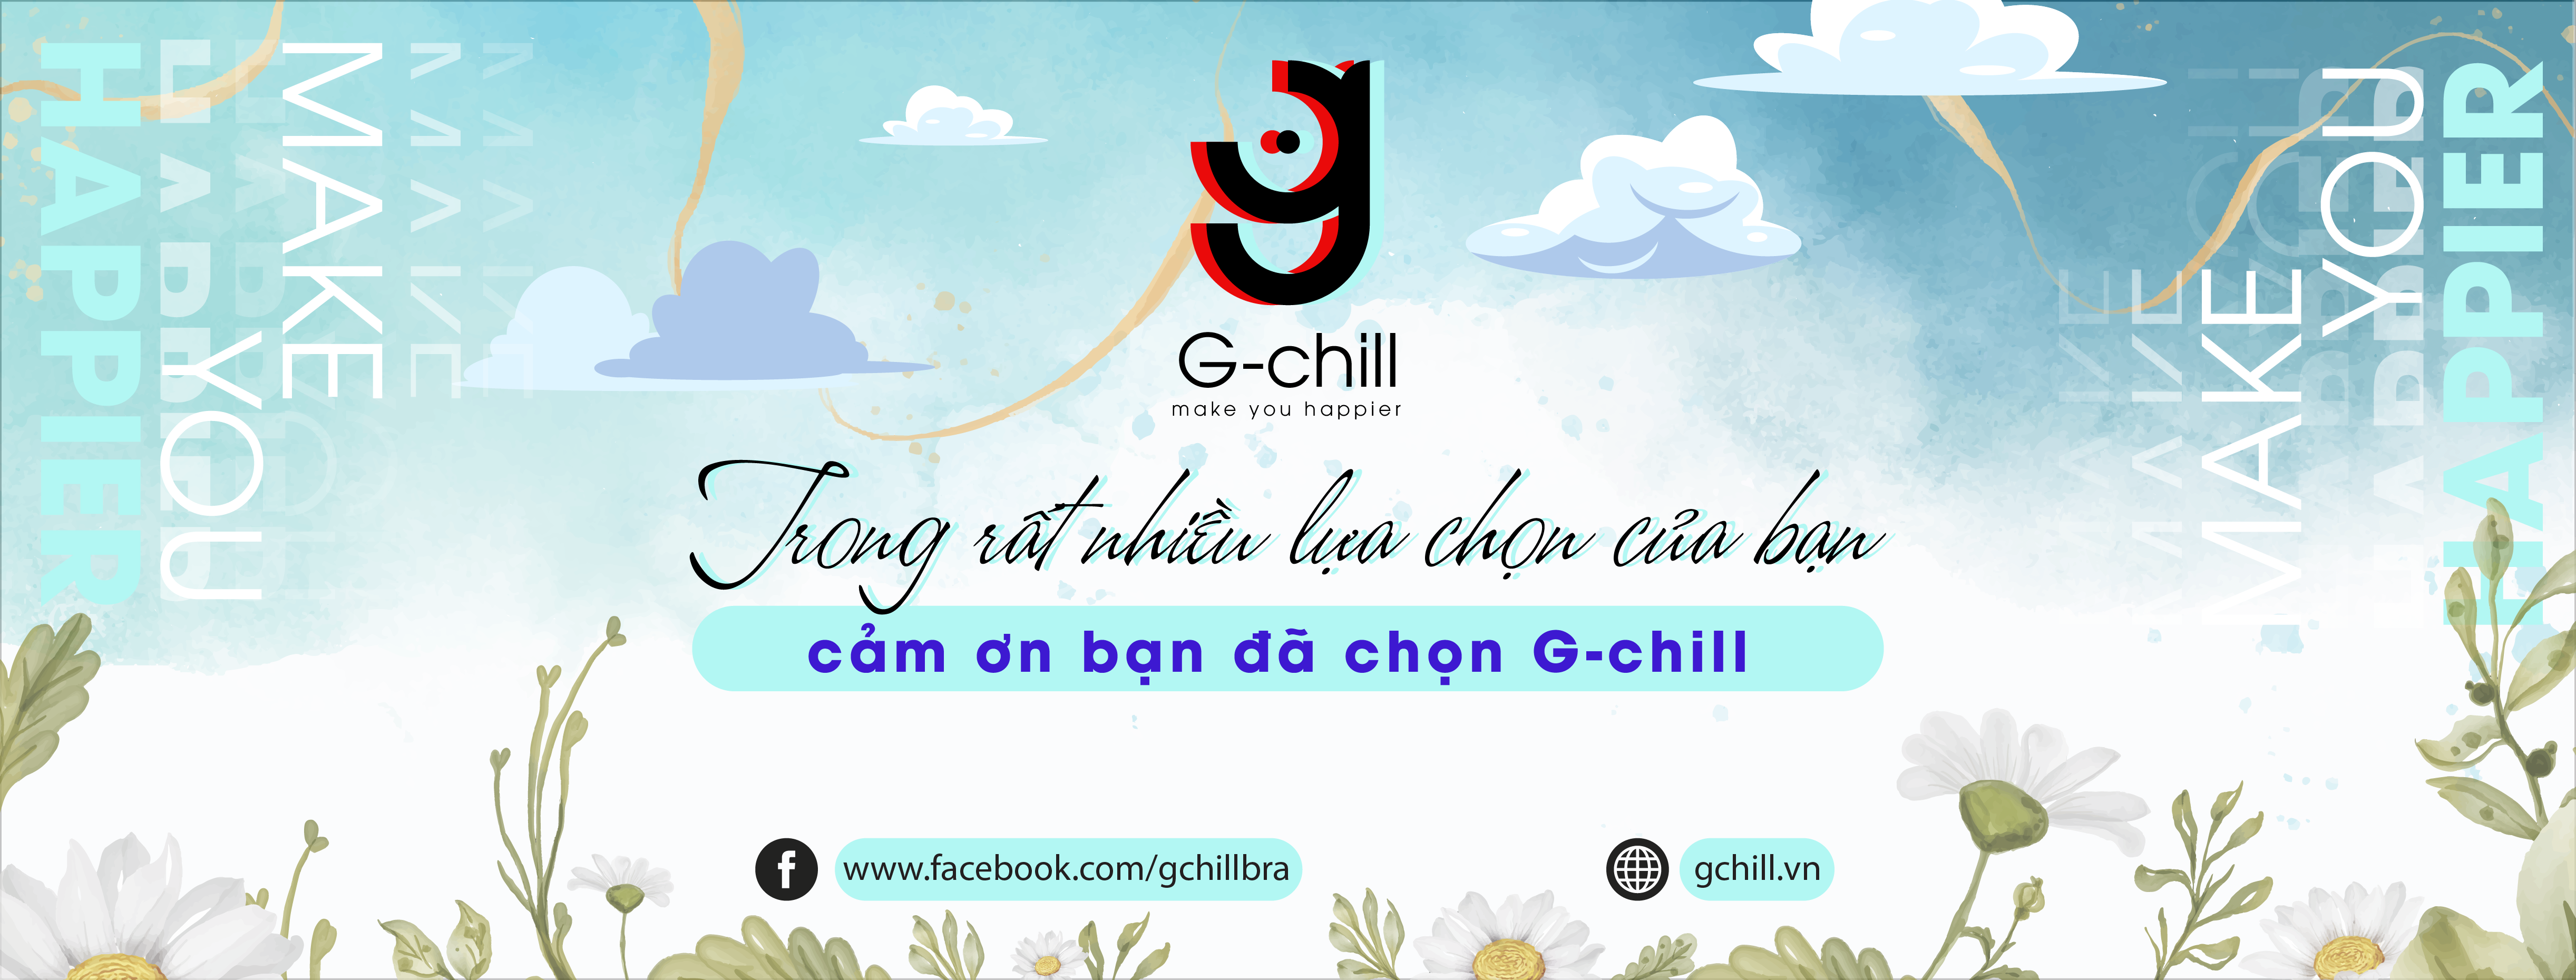 MAKE
YOU
HAPPIER
G-chill
make you happier
Trong rất nhiều lựa chọn của bạn
cảm ơn bạn đã chọn G-chill
www.facebook.com/gchillbra
gchill.vn
MAKE
YOU
HAPPIER